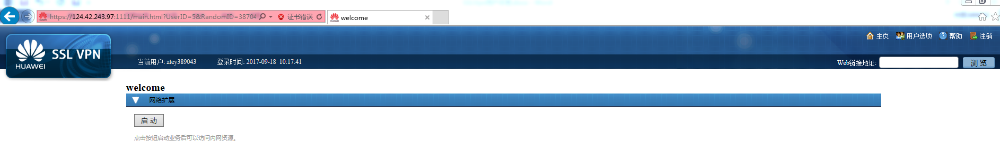 https://124.42.243.97:1111/main.html?UserID=5&RandomID=38704 证书错误
welcome
主页 用户选项 帮助 注销
HUAWEI SSL VPN
当前用户: ztey389043 登录时间: 2017-09-18 10:17:41
Web链接地址: 浏 览
welcome
网络扩展
启 动
点击按钮启动业务后可以访问内网资源。